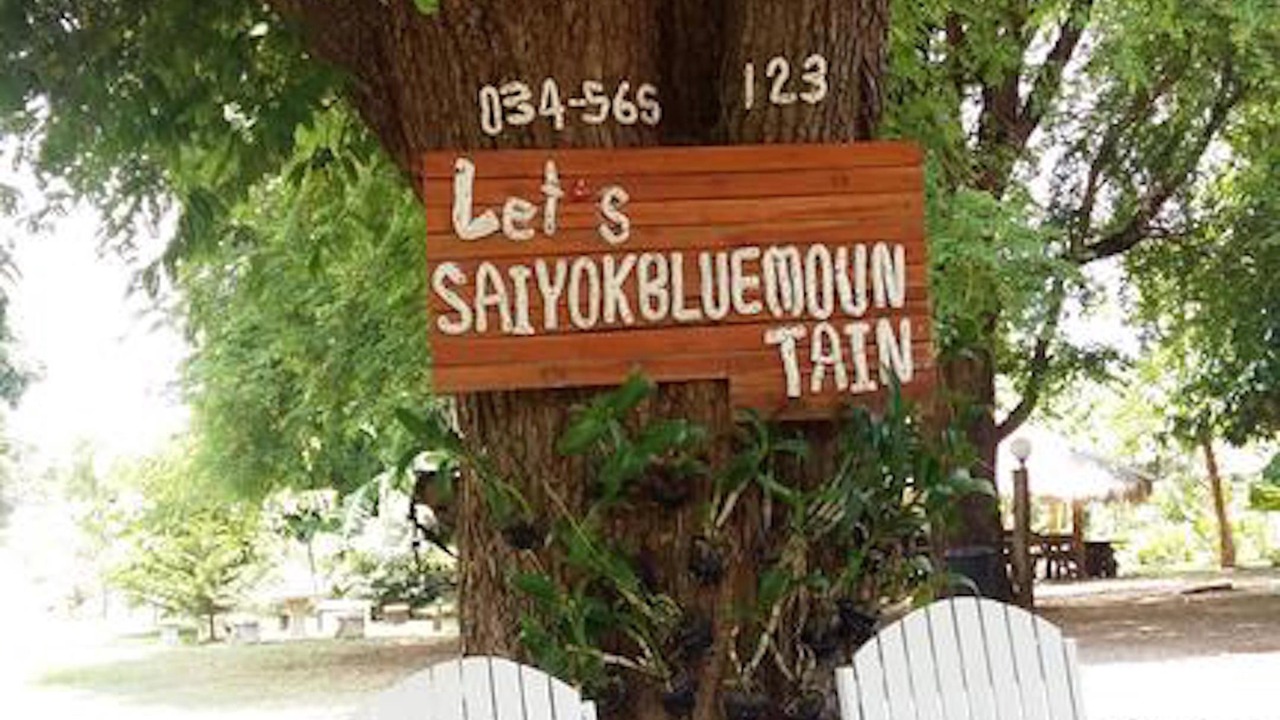 034-565 123
Let's
SAIYOKBLUEMOUN
TAIN